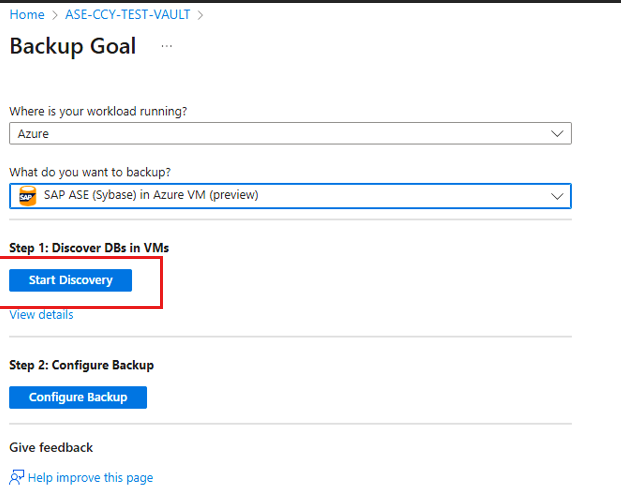 Home > ASE-CCY-TEST-VAULT >
Backup Goal ...
Where is your workload running?
Azure
What do you want to backup?
SAP SAP ASE (Sybase) in Azure VM (preview)
Step 1: Discover DBs in VMs
Start Discovery
View details
Step 2: Configure Backup
Configure Backup
Give feedback
Help improve this page